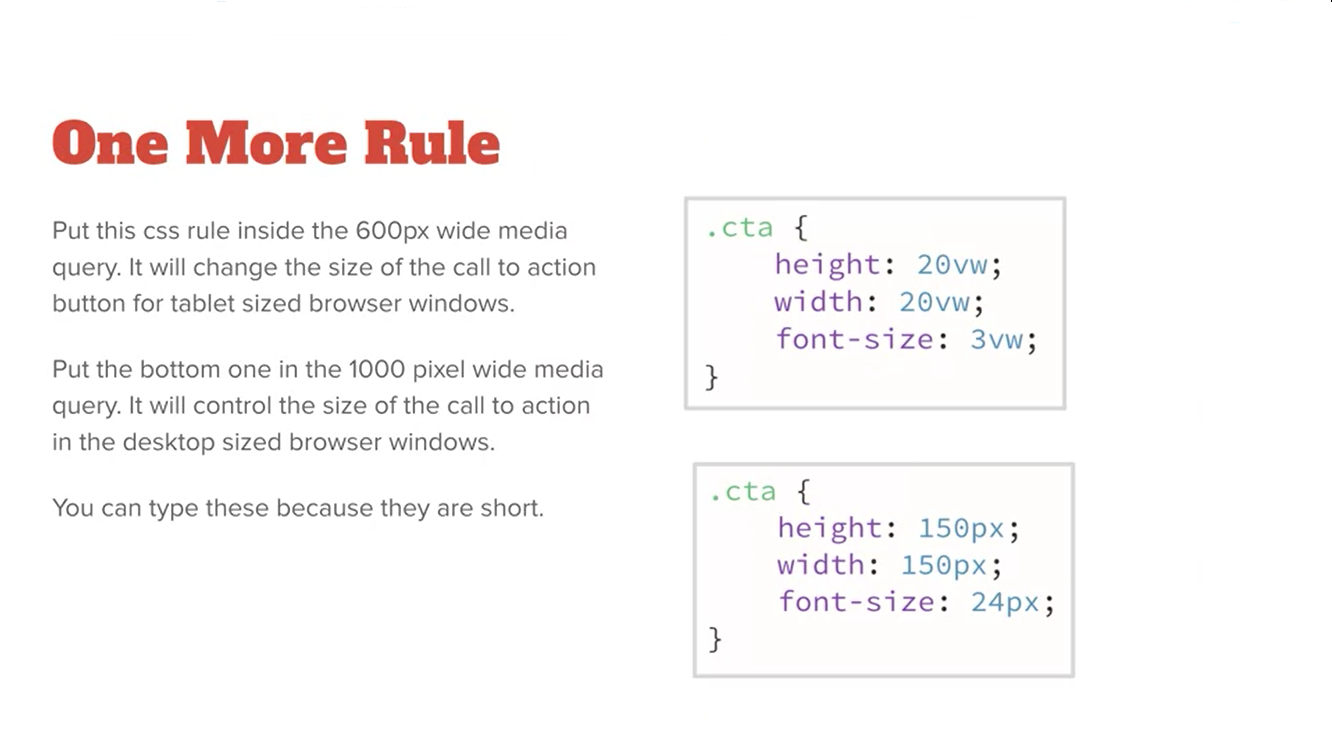 One More Rule
Put this css rule inside the 600px wide media
query. It will change the size of the call to action
button for tablet sized browser windows.
Put the bottom one in the 1000 pixel wide media
query. It will control the size of the call to action
in the desktop sized browser windows.
You can type these because they are short.
.cta {
height: 20vw;
width: 20vw;
font-size: 3vw;
}
.cta {
height: 150px;
width: 150px;
font-size: 24px;
}